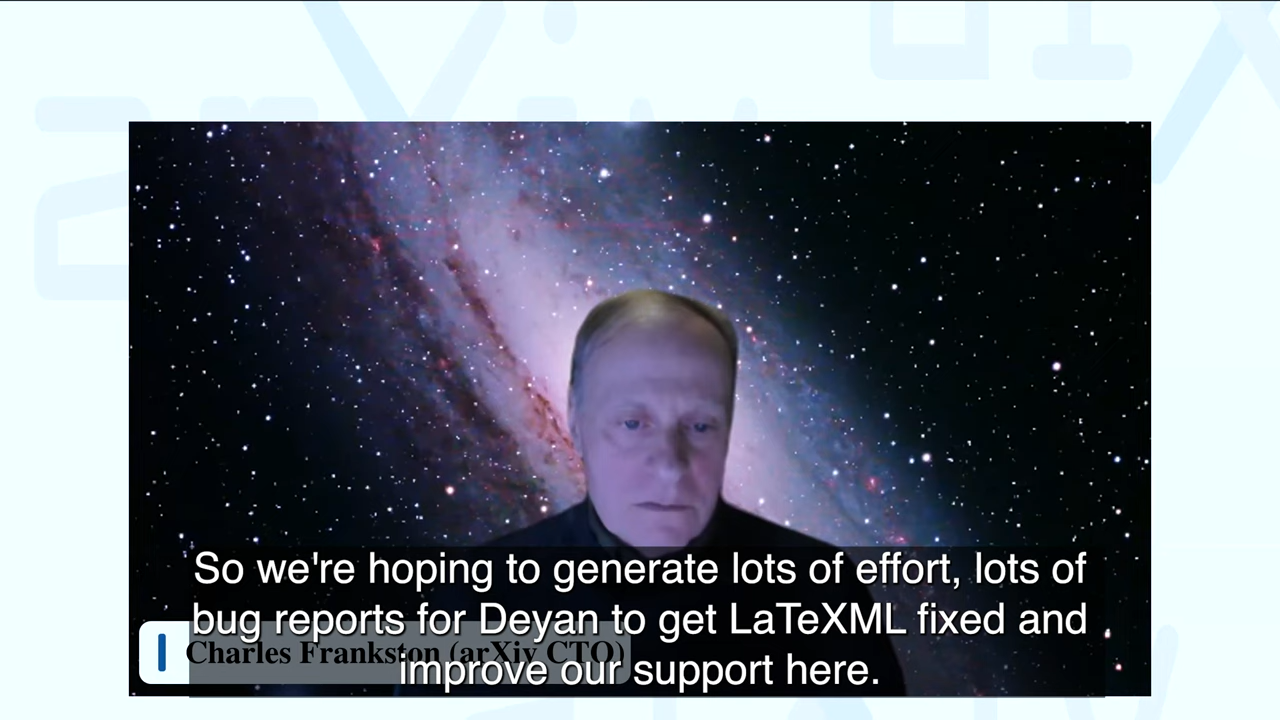 So we're hoping to generate lots of effort, lots of
bug reports for Deyan to get LaTeXML fixed and
improve our support here.
Charles Frankston (arXiv CTO)